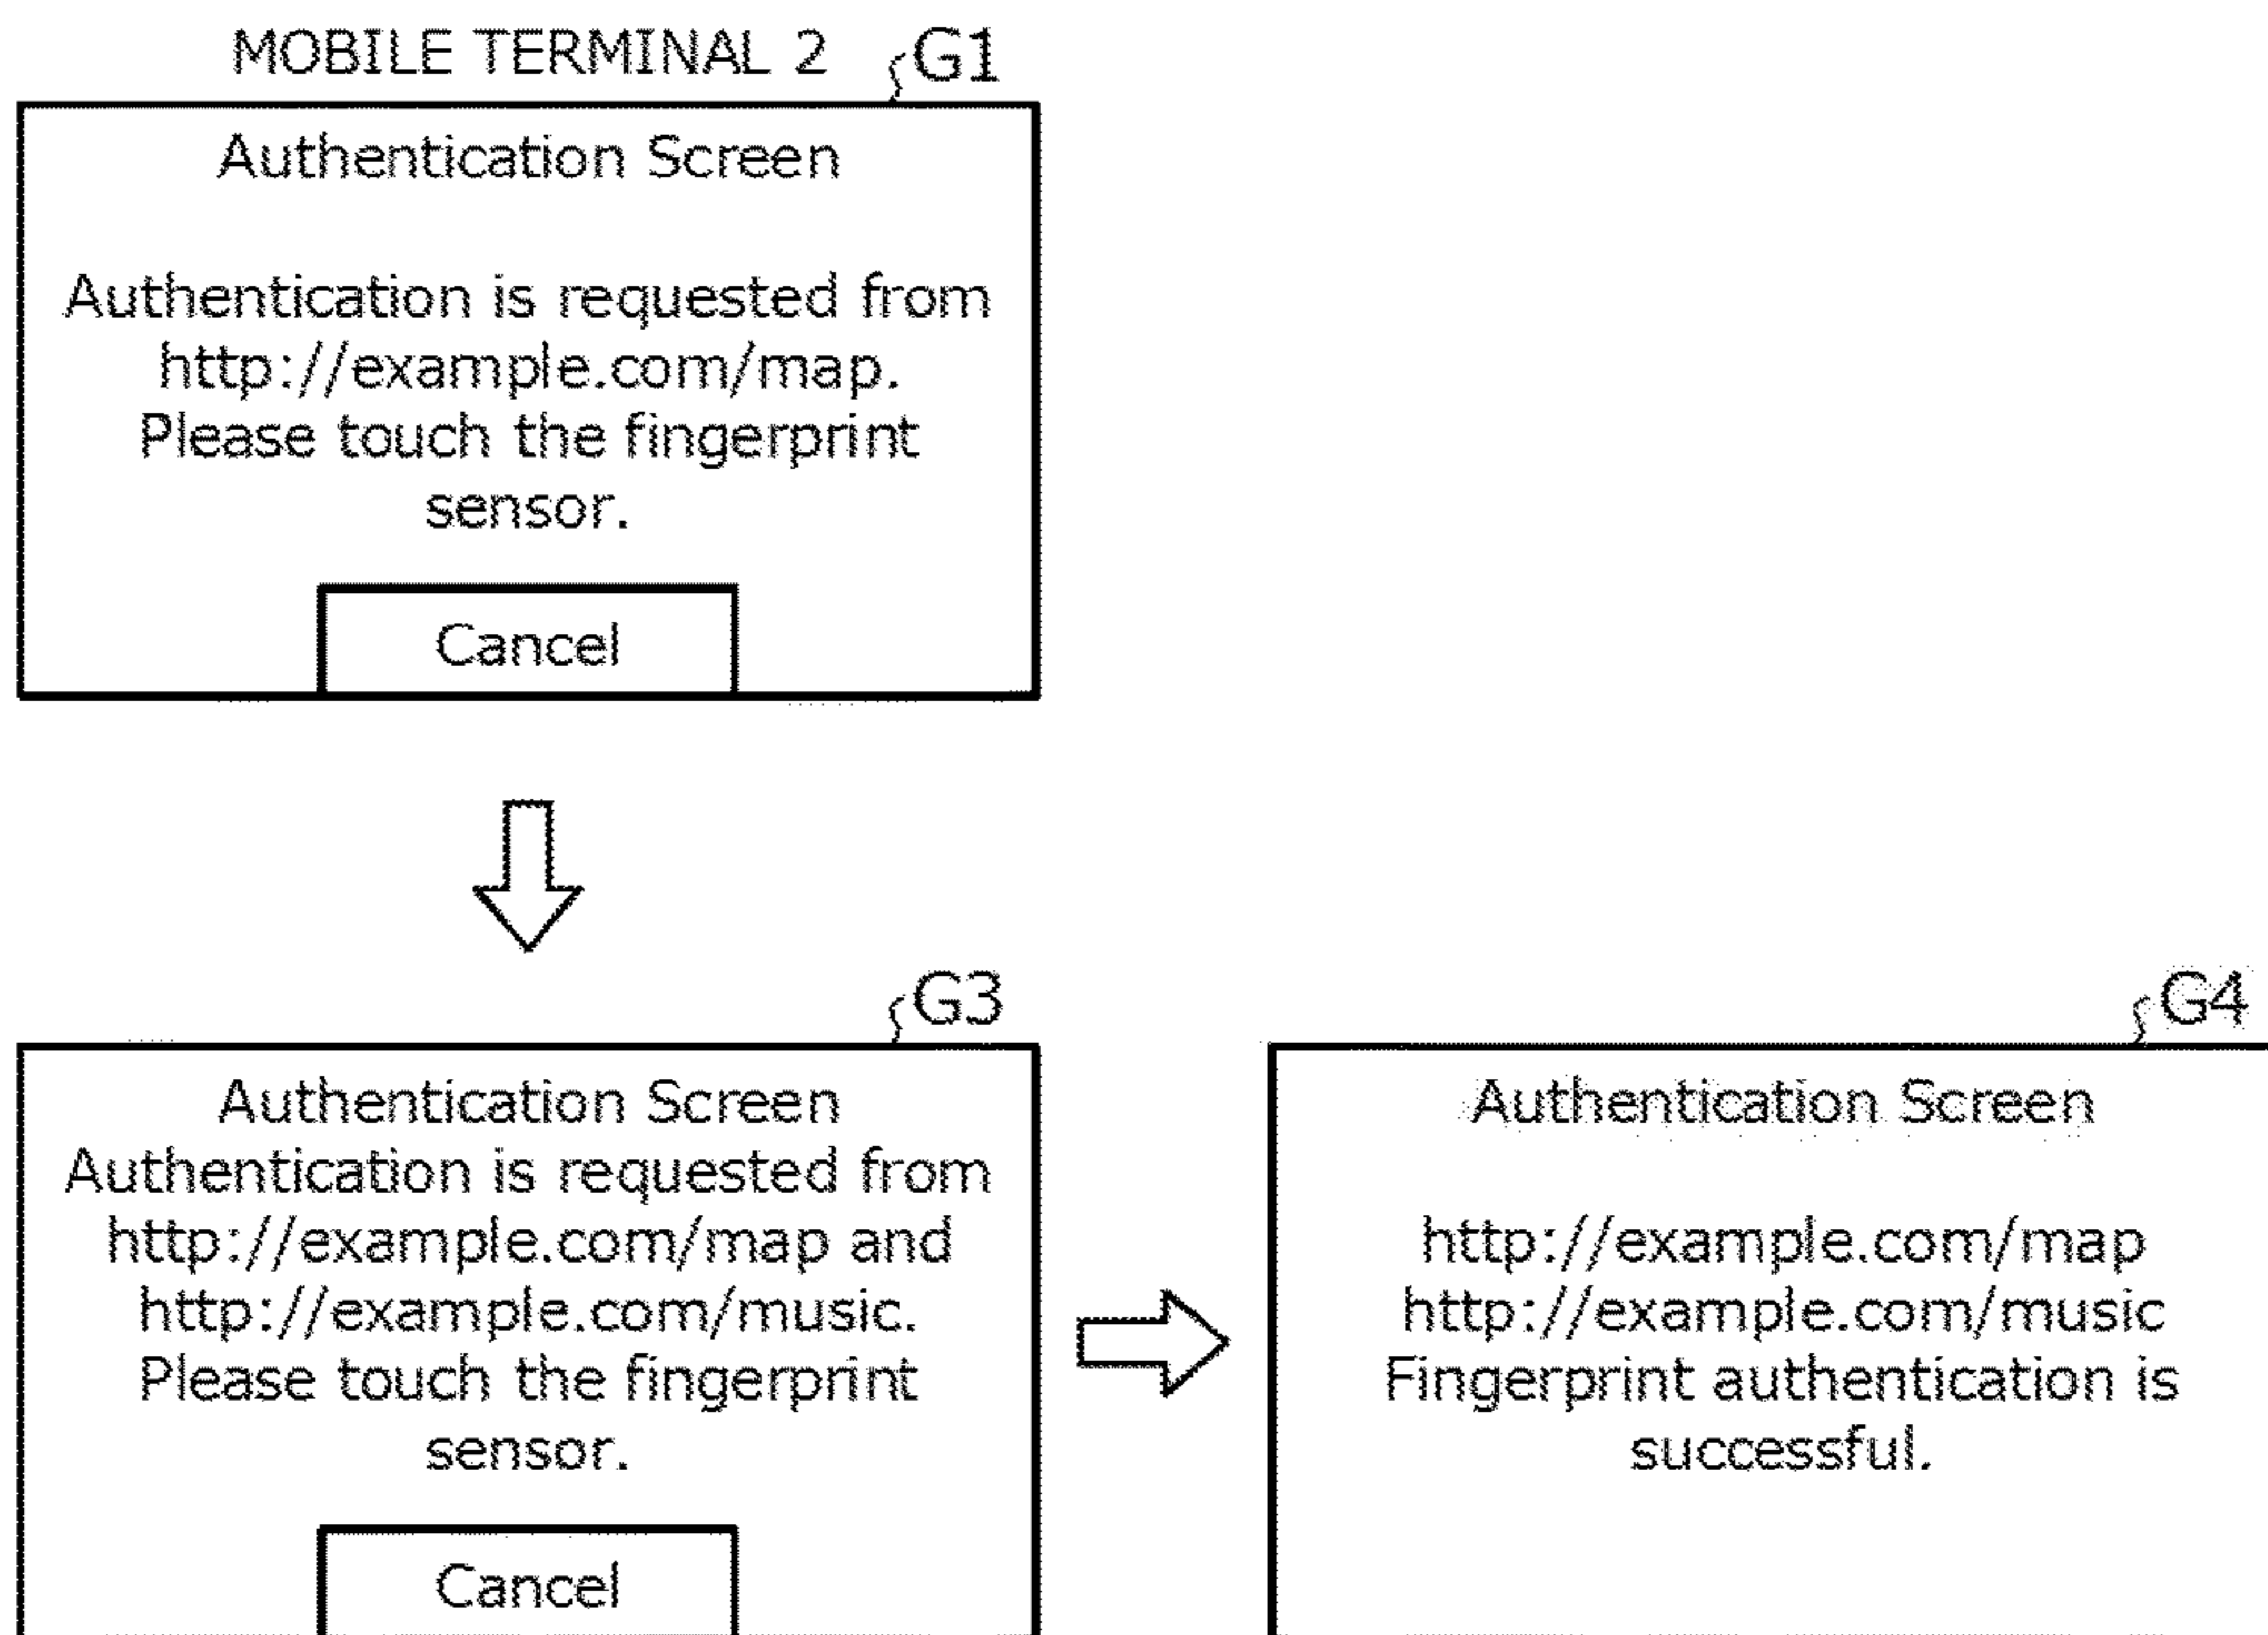 MOBILE TERMINAL 2
G1
Authentication Screen
Authentication is requested from
http://example.com/map.
Please touch the fingerprint
sensor.
Cancel
G3
Authentication Screen
Authentication is requested from
http://example.com/map and
http://example.com/music.
Please touch the fingerprint
sensor.
Cancel
G4
Authentication Screen
http://example.com/map
http://example.com/music
Fingerprint authentication is
successful.